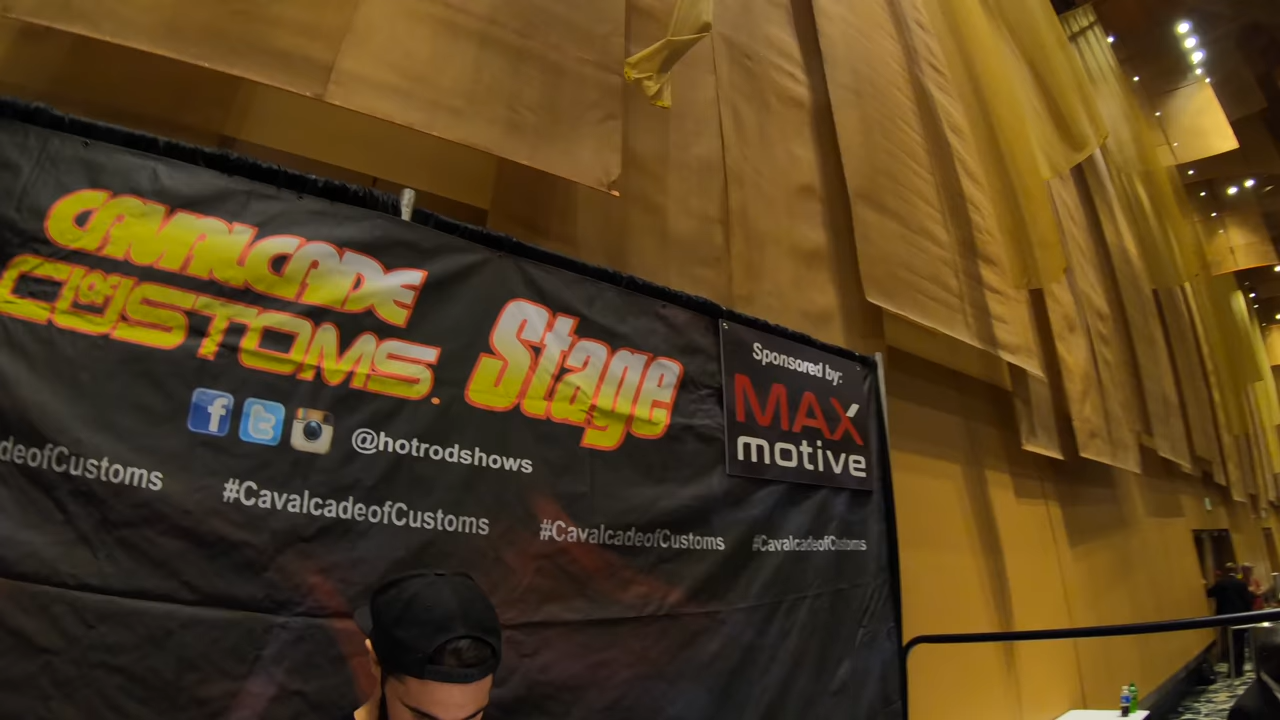 CAVALCADE
OF
CUSTOMS.
Stage
Sponsored by:
MAX
motive
@hotrodshows
deofCustoms
#CavalcadeofCustoms
#CavalcadeofCustoms
#CavalcadeofCustoms